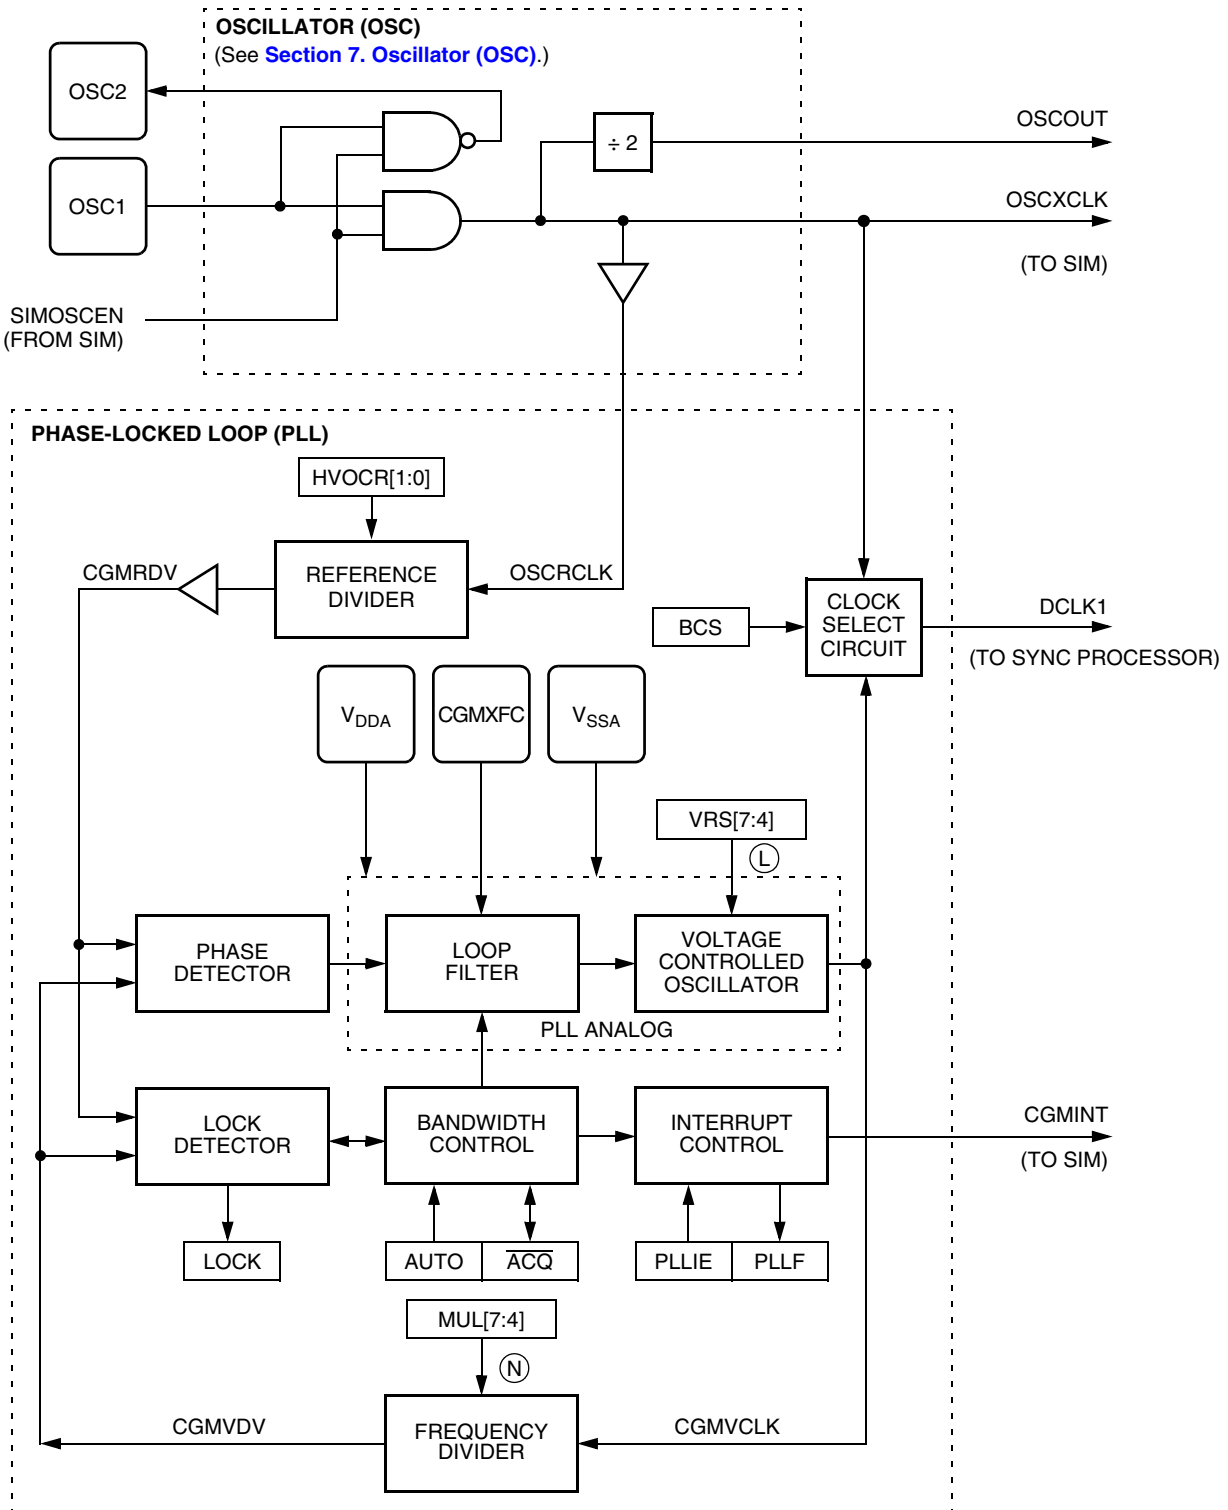 OSCILLATOR (OSC)
(See Section 7. Oscillator (OSC).)
OSC2
OSCOUT
÷ 2
OSC1
OSCXCLK
(TO SIM)
SIMOSCEN
(FROM SIM)
PHASE-LOCKED LOOP (PLL)
HVOCR[1:0]
CGMRDV
REFERENCE
DIVIDER
OSCRCLK
CLOCK
SELECT
CIRCUIT
BCS
DCLK1
(TO SYNC PROCESSOR)
VDDA
CGMXFC
VSSA
VRS[7:4]
L
PHASE
DETECTOR
LOOP
FILTER
VOLTAGE
CONTROLLED
OSCILLATOR
PLL ANALOG
LOCK
DETECTOR
BANDWIDTH
CONTROL
INTERRUPT
CONTROL
CGMINT
(TO SIM)
LOCK
AUTO
ACQ
PLLIE
PLLF
MUL[7:4]
N
CGMVDV
FREQUENCY
DIVIDER
CGMVCLK